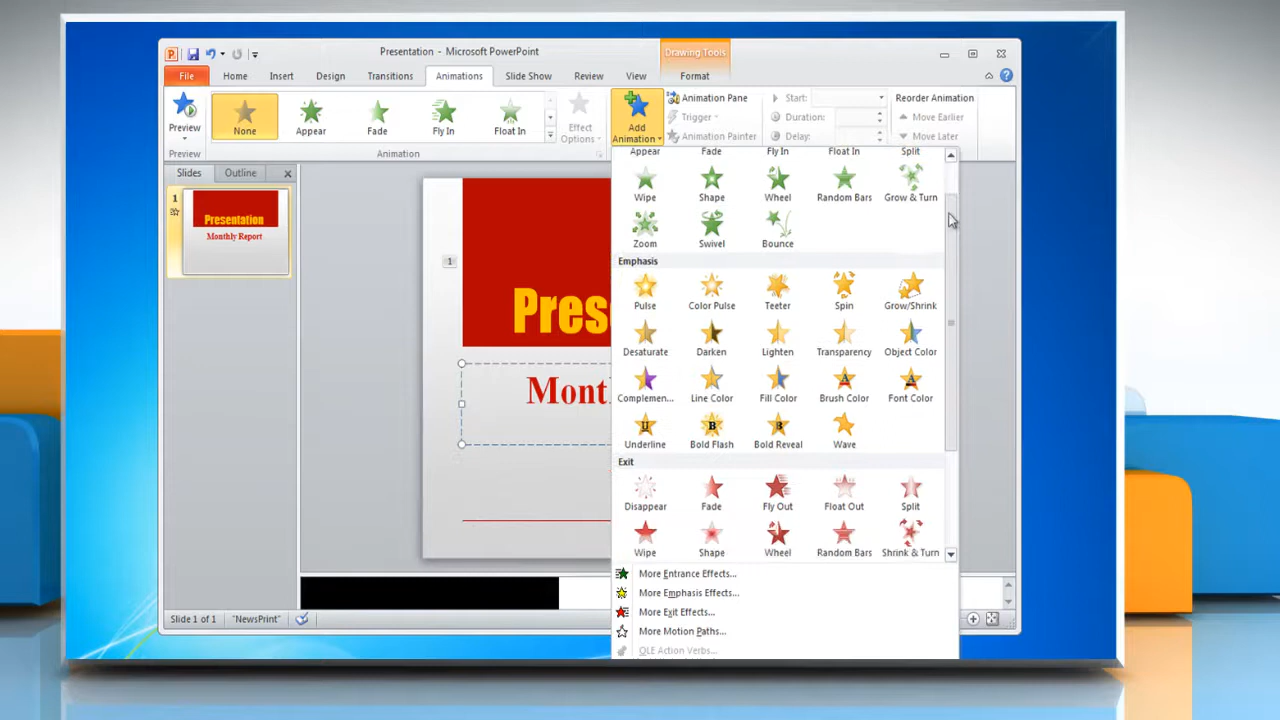 Presentation - Microsoft PowerPoint
Drawing Tools
File Home Insert Design Transitions Animations Slide Show Review View Format
Preview
None Appear Fade Fly In Float In
Effect Options
Add Animation
Animation Pane
Trigger
Animation Painter
Start:
Duration:
Delay:
Reorder Animation
Move Earlier
Move Later
Preview Animation
Slides Outline
1
Presentation
Monthly Report
1
Pres
Mont
Appear Fade Fly In Float In Split
Wipe Shape Wheel Random Bars Grow & Turn
Zoom Swivel Bounce
Emphasis
Pulse Color Pulse Teeter Spin Grow/Shrink
Desaturate Darken Lighten Transparency Object Color
Complemen... Line Color Fill Color Brush Color Font Color
Underline Bold Flash Bold Reveal Wave
Exit
Disappear Fade Fly Out Float Out Split
Wipe Shape Wheel Random Bars Shrink & Turn
More Entrance Effects...
More Emphasis Effects...
More Exit Effects...
More Motion Paths...
OLE Action Verbs...
Slide 1 of 1 "NewsPrint"